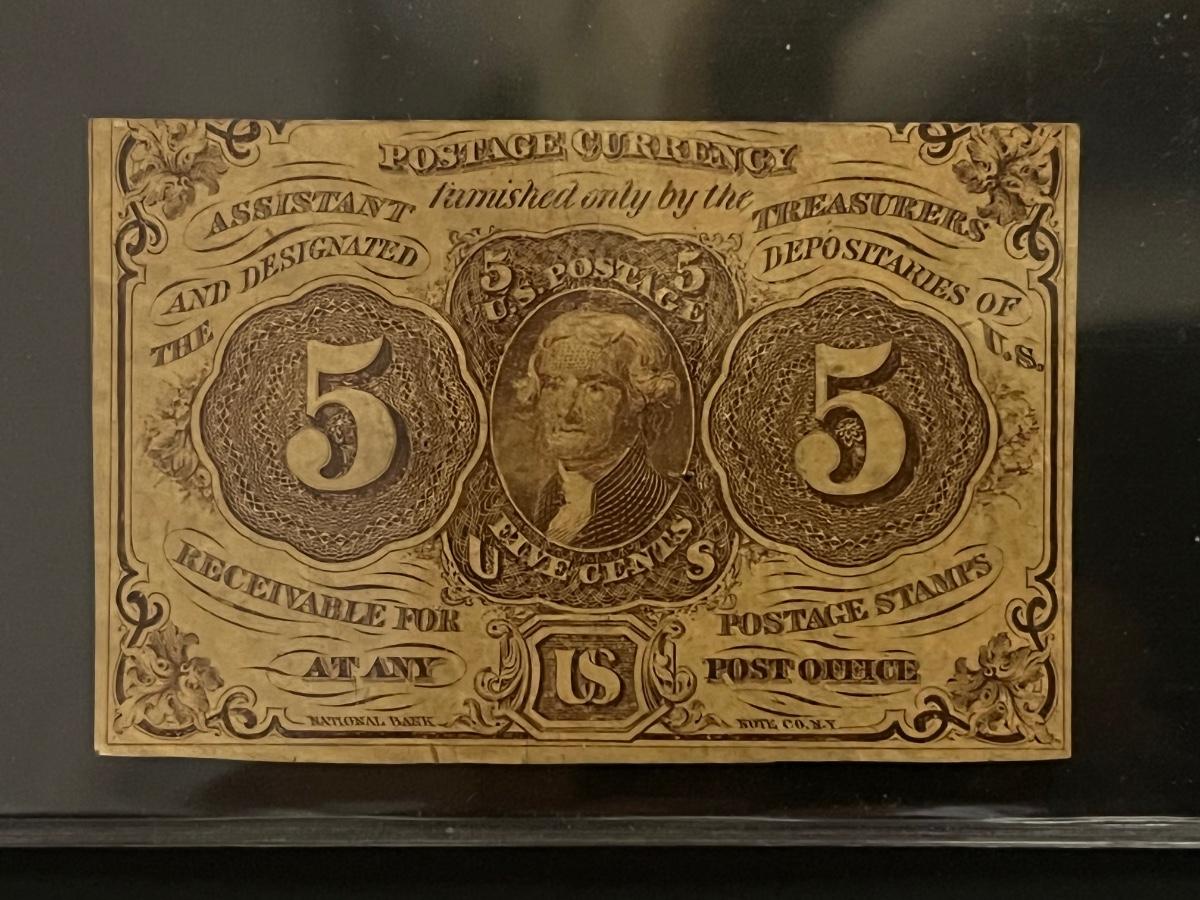 POSTAGE CURRENCY
furnished only by the
ASSISTANT TREASURERS
AND DESIGNATED DEPOSITARIES OF
THE U.S.
5 5
U.S. POSTAGE
5 5
FIVE CENTS
U S
RECEIVABLE FOR POSTAGE STAMPS
AT ANY US POST OFFICE
NATIONAL BANK NOTE CO. N.Y.